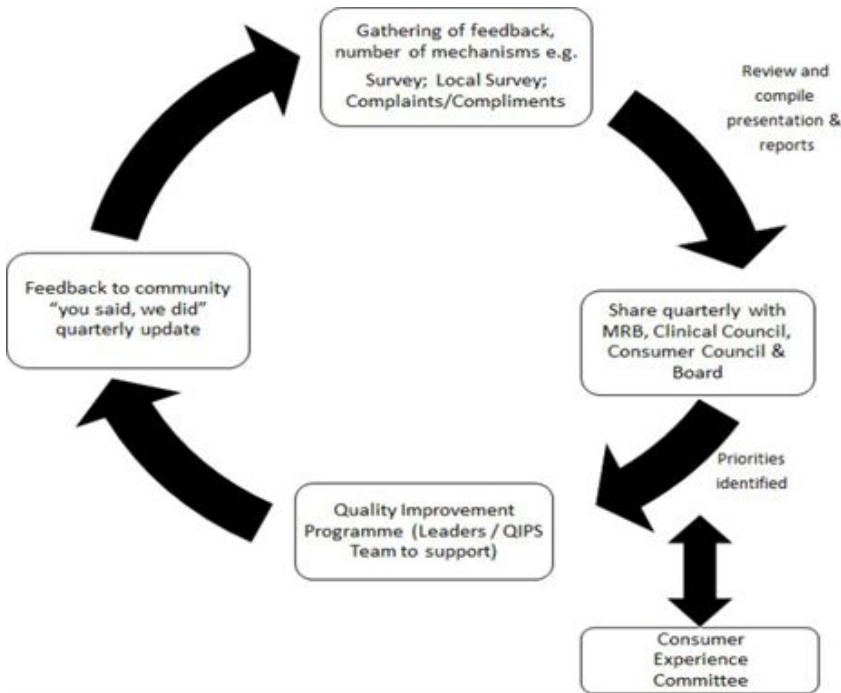 Gathering of feedback,
number of mechanisms e.g.
Survey; Local Survey;
Complaints/Compliments
Review and
compile
presentation &
reports
Share quarterly with
MRB, Clinical Council,
Consumer Council &
Board
Priorities
identified
Consumer
Experience
Committee
Quality Improvement
Programme (Leaders / QIPS
Team to support)
Feedback to community
“you said, we did”
quarterly update